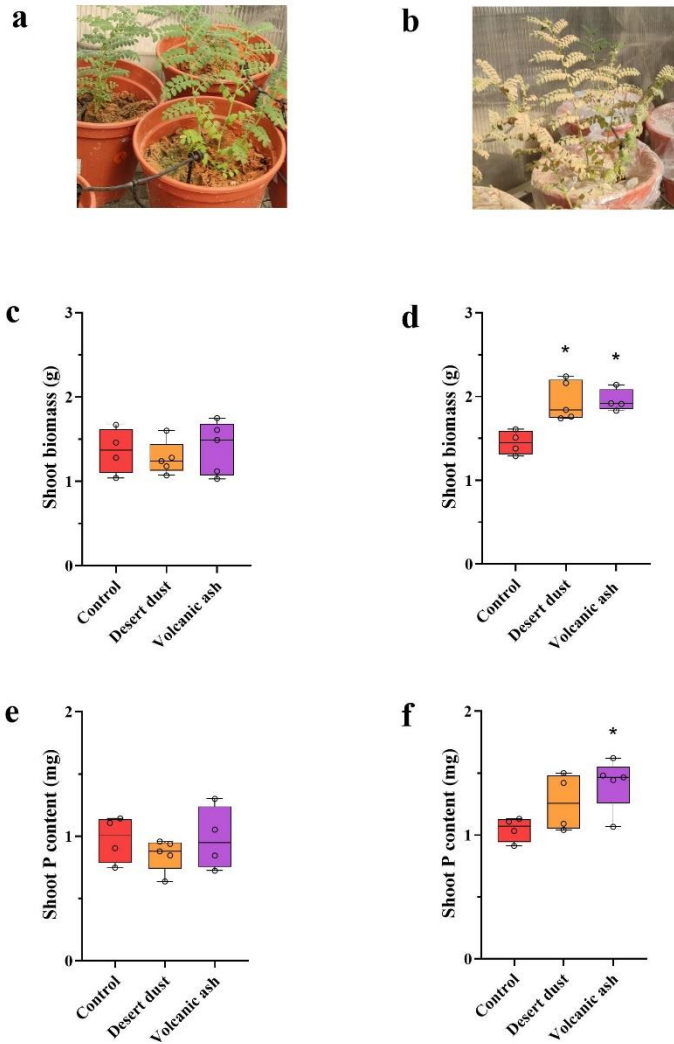 a
b
c
3
2
1
0
Shoot biomass (g)
Control
Desert dust
Volcanic ash
d
3
2
1
0
Shoot biomass (g)
*
*
Control
Desert dust
Volcanic ash
e
2
1
0
Shoot P content (mg)
Control
Desert dust
Volcanic ash
f
2
1
0
Shoot P content (mg)
*
Control
Desert dust
Volcanic ash